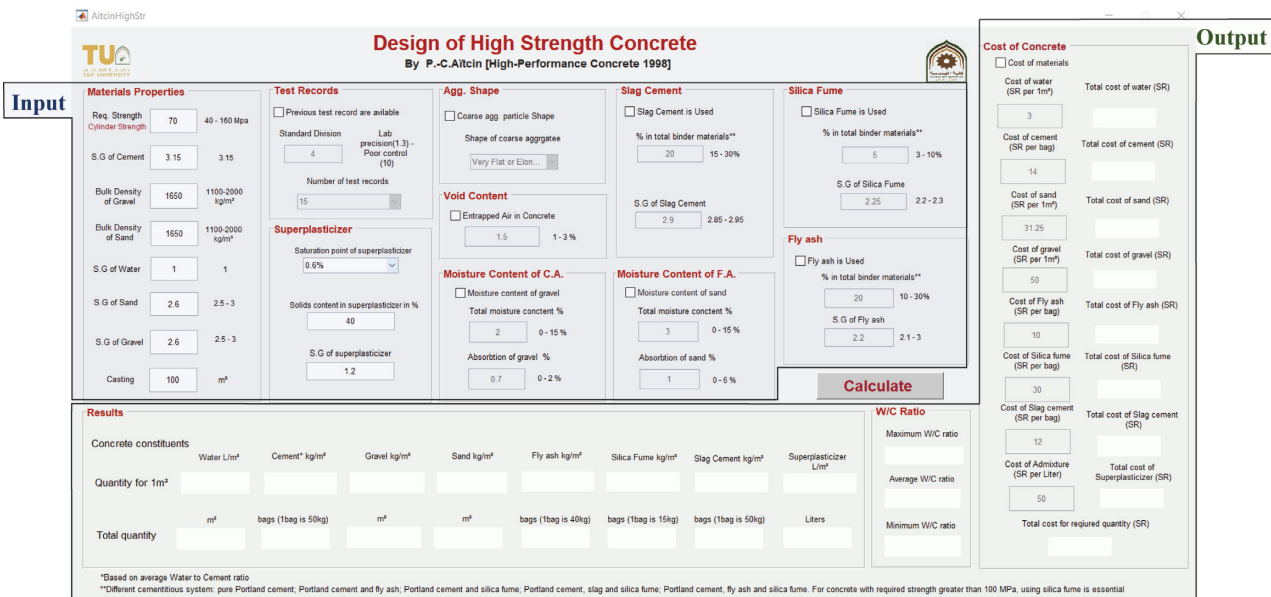 AitcinHighStr
Output
Input
TU
TAIF UNIVERSITY
Design of High Strength Concrete
By P.-C.Aïtcin [High-Performance Concrete 1998]
Materials Properties
Req. Strength
Cylinder Strength
70
40 - 160 Mpa
S.G of Cement
3.15
3.15
Bulk Density
of Gravel
1650
1100-2000
kg/m³
Bulk Density
of Sand
1650
1100-2000
kg/m³
S.G of Water
1
1
S.G of Sand
2.6
2.5 - 3
S.G of Gravel
2.6
2.5 - 3
Casting
100
m³
Test Records
Previous test record are avilable
Standard Division
4
Lab
precision(1.3) -
Poor control
(10)
Number of test records
15
Superplasticizer
Saturation point of superplasticizer
0.6%
Solids content in superplasticizer in %
40
S.G of superplasticizer
1.2
Agg. Shape
Coarse agg. particle Shape
Shape of coarse aggrgatee
Very Flat or Elon...
Void Content
Entrapped Air in Concrete
1.5
1 - 3 %
Moisture Content of C.A.
Moisture content of gravel
Total moisture conctent %
2
0 - 15 %
Absorbtion of gravel %
0.7
0 - 2 %
Slag Cement
Slag Cement is Used
% in total binder materials**
20
15 - 30%
S.G of Slag Cement
2.9
2.85 - 2.95
Moisture Content of F.A.
Moisture content of sand
Total moisture conctent %
3
0 - 15 %
Absorbtion of sand %
1
0 - 6 %
Silica Fume
Silica Fume is Used
% in total binder materials**
5
3 - 10%
S.G of Silica Fume
2.25
2.2 - 2.3
Fly ash
Fly ash is Used
% in total binder materials**
20
10 - 30%
S.G of Fly ash
2.2
2.1 - 3
Calculate
Cost of Concrete
Cost of materials
Cost of water
(SR per 1m³)
Total cost of water (SR)
3
Cost of cement
(SR per bag)
Total cost of cement (SR)
14
Cost of sand
(SR per 1m³)
Total cost of sand (SR)
31.25
Cost of gravel
(SR per 1m³)
Total cost of gravel (SR)
50
Cost of Fly ash
(SR per bag)
Total cost of Fly ash (SR)
10
Cost of Silica fume
(SR per bag)
Total cost of Silica fume
(SR)
30
Cost of Slag cement
(SR per bag)
Total cost of Slag cement
(SR)
12
Cost of Admixture
(SR per Liter)
Total cost of
Superplasticizer (SR)
50
Total cost for reqiured quantity (SR)
Results
Concrete constituents
Water L/m³
Cement* kg/m³
Gravel kg/m³
Sand kg/m³
Fly ash kg/m³
Silica Fume kg/m³
Slag Cement kg/m³
Superplasticizer
L/m³
Quantity for 1m³
m³
bags (1bag is 50kg)
m³
m³
bags (1bag is 40kg)
bags (1bag is 15kg)
bags (1bag is 50kg)
Liters
Total quantity
W/C Ratio
Maximum W/C ratio
Average W/C ratio
Minimum W/C ratio
*Based on average Water to Cement ratio
**Different cementitious system: pure Portland cement; Portland cement and fly ash; Portland cement and silica fume; Portland cement, slag and silica fume; Portland cement, fly ash and silica fume. For concrete with required strength greater than 100 MPa, using silica fume is essential